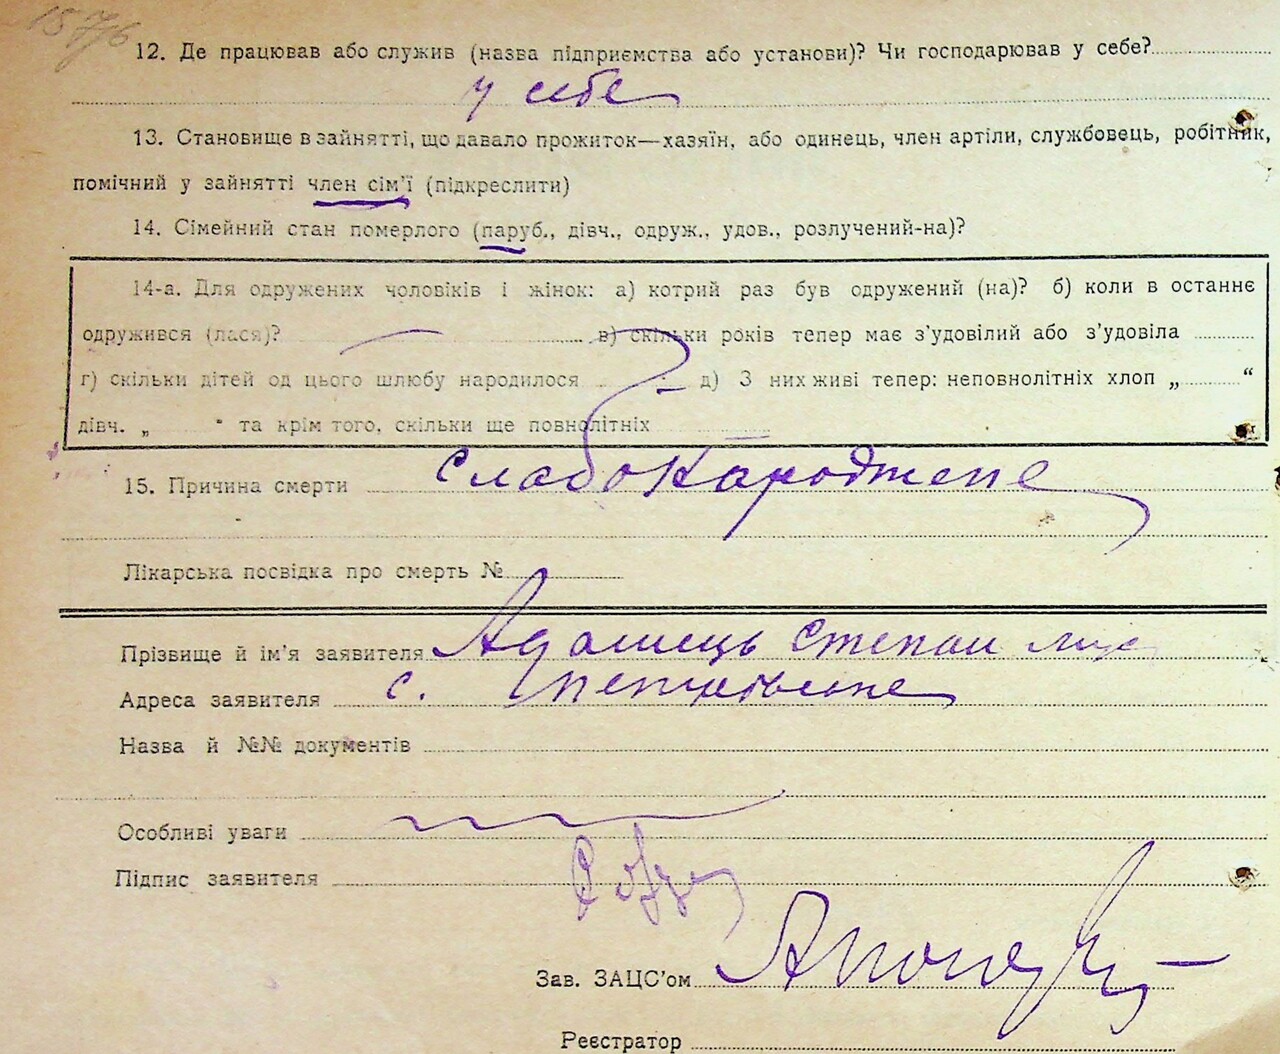 12. Де працював або служив (назва підприємства або установи)? Чи господарював у себе?
у себе
13. Становище в зайнятті, що давало прожиток—хазяїн, або одинець, член артіли, службовець, робітник,
помічний у зайнятті член сім'ї (підкреслити)
14. Сімейний стан померлого (паруб., дівч., одруж., удов., розлучений-на)?
14-а. Для одружених чоловіків і жінок: а) котрий раз був одружений (на)? б) коли в останнє
одружився (лася)? в) скільки років тепер має з'удовілий або з'удовіла
г) скільки дітей од цього шлюбу народилося д) З них живі тепер: неповнолітніх хлоп „ “
дівч. „ “ та крім того, скільки ще повнолітніх
15. Причина смерти слабонароджене
Лікарська посвідка про смерть №
Прізвище й ім'я заявителя Адамець Степан
Адреса заявителя с. Петрівське
Назва й №№ документів
Особливі уваги
Підпис заявителя
Зав. ЗАЦС'ом
Реєстратор